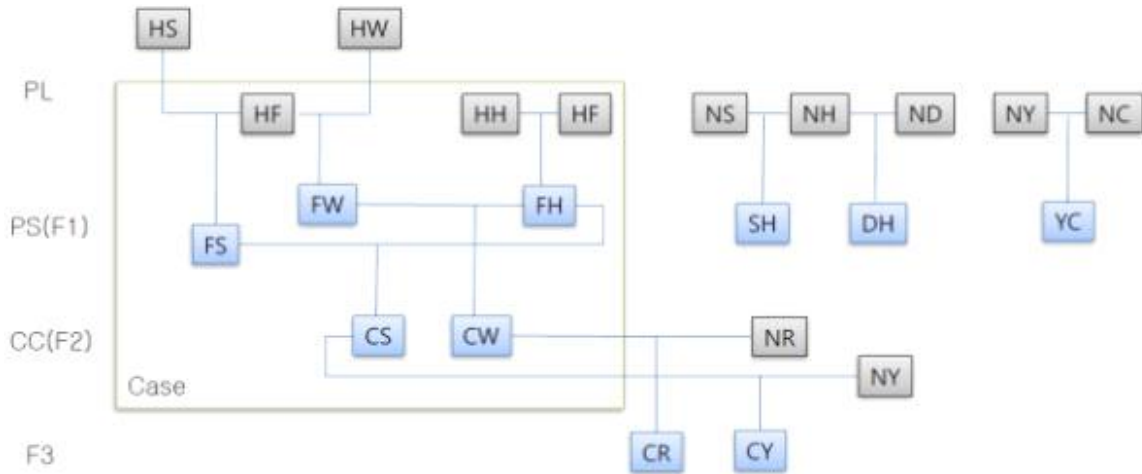 HS HW
PL
HF HH HF NS NH ND NY NC
FW FH
PS(F1)
FS SH DH YC
CC(F2)
CS CW NR
NY
Case
F3
CR CY